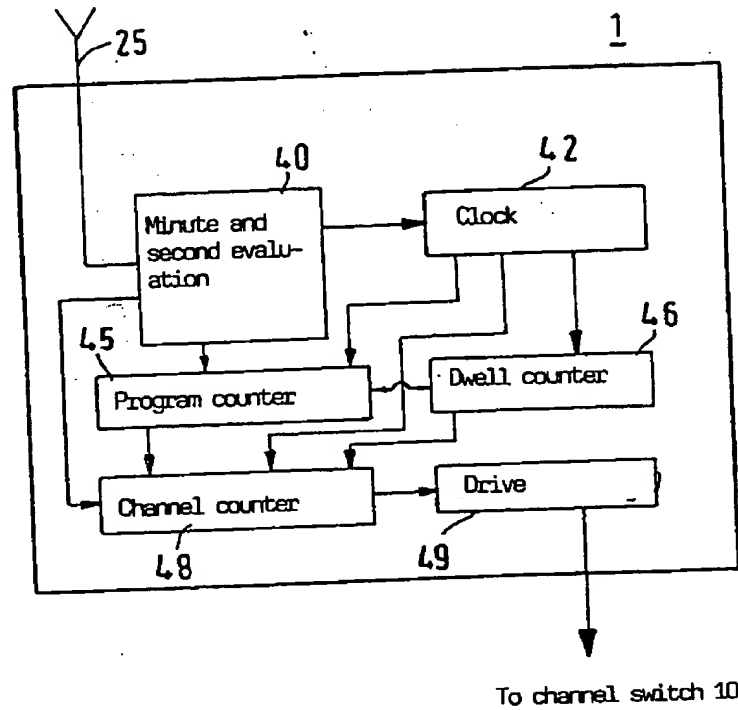 25
1
40
42
Minute and
second evalu-
ation
Clock
45
46
Program counter
Dwell counter
Channel counter
Drive
48
49
To channel switch 10